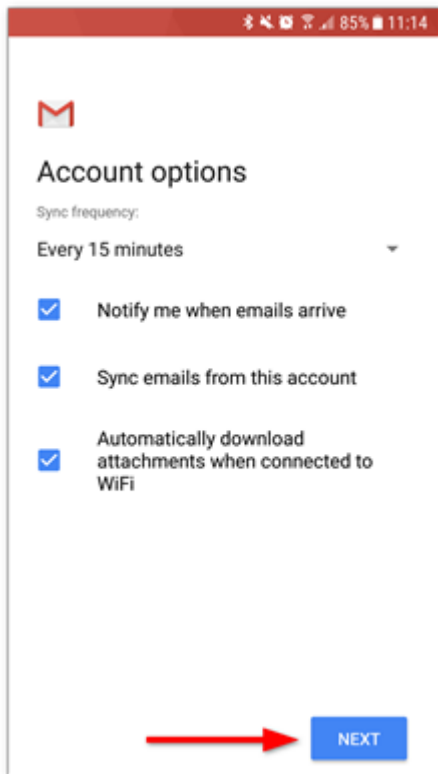 85% 11:14
Account options
Sync frequency:
Every 15 minutes
Notify me when emails arrive
Sync emails from this account
Automatically download
attachments when connected to
WiFi
NEXT